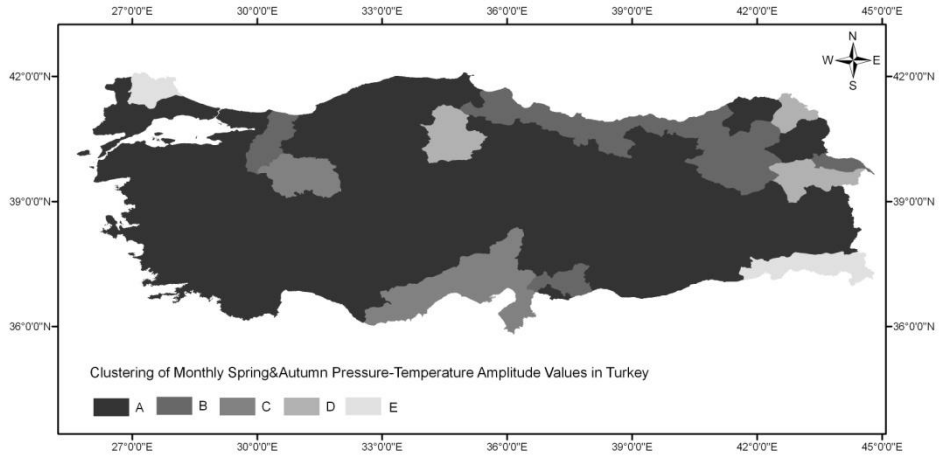 27°0'0"E 30°0'0"E 33°0'0"E 36°0'0"E 39°0'0"E 42°0'0"E 45°0'0"E
N
W E
S
42°0'0"N 42°0'0"N
39°0'0"N 39°0'0"N
36°0'0"N 36°0'0"N
Clustering of Monthly Spring&Autumn Pressure-Temperature Amplitude Values in Turkey
A B C D E
27°0'0"E 30°0'0"E 33°0'0"E 36°0'0"E 39°0'0"E 42°0'0"E 45°0'0"E